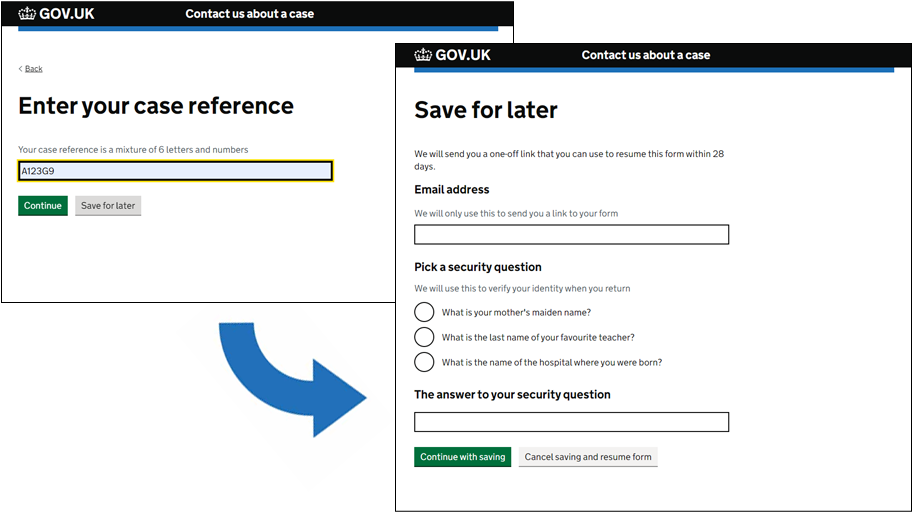 GOV.UK
Contact us about a case
Back
Enter your case reference
Your case reference is a mixture of 6 letters and numbers
A123G9
Continue
Save for later
GOV.UK
Contact us about a case
Save for later
We will send you a one-off link that you can use to resume this form within 28
days.
Email address
We will only use this to send you a link to your form
Pick a security question
We will use this to verify your identity when you return
What is your mother's maiden name?
What is the last name of your favourite teacher?
What is the name of the hospital where you were born?
The answer to your security question
Continue with saving
Cancel saving and resume form